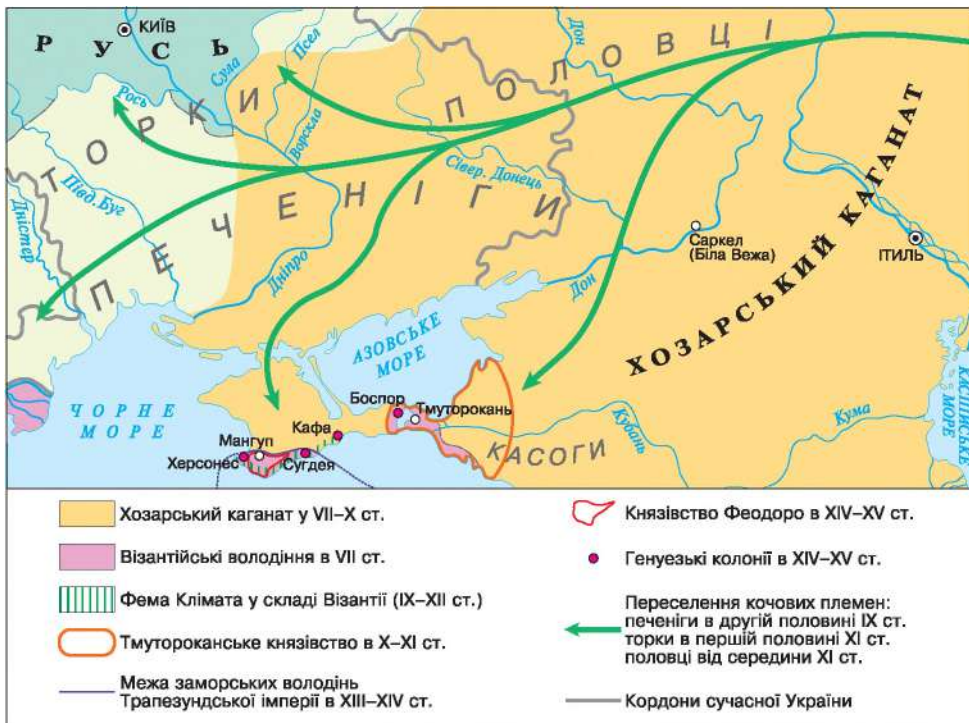 КИЇВ
РУСЬ
Сула
Псел
Дон
ПОЛОВЦІ
Рось
ТОРКИ
Ворскла
Сівер. Донець
Півд. Буг
Дністер
ПЕЧЕНІГИ
Дніпро
Саркел
(Біла Вежа)
ІТИЛЬ
Дон
ХОЗАРСЬКИЙ КАГАНАТ
АЗОВСЬКЕ
МОРЕ
КАСПІЙСЬКЕ
МОРЕ
ЧОРНЕ
МОРЕ
Боспор
Тмуторокань
Кубань
Кума
Кафа
Мангуп
Херсонес
Сугдея
КАСОГИ
Хозарський каганат у VII–X ст.
Візантійські володіння в VII ст.
Фема Клімата у складі Візантії (IX–XII ст.)
Тмутороканське князівство в X–XI ст.
Межа заморських володінь
Трапезундської імперії в XIII–XIV ст.
Князівство Феодоро в XIV–XV ст.
Генуезькі колонії в XIV–XV ст.
Переселення кочових племен:
печеніги в другій половині IX ст.
торки в першій половині XI ст.
половці від середини XI ст.
Кордони сучасної України